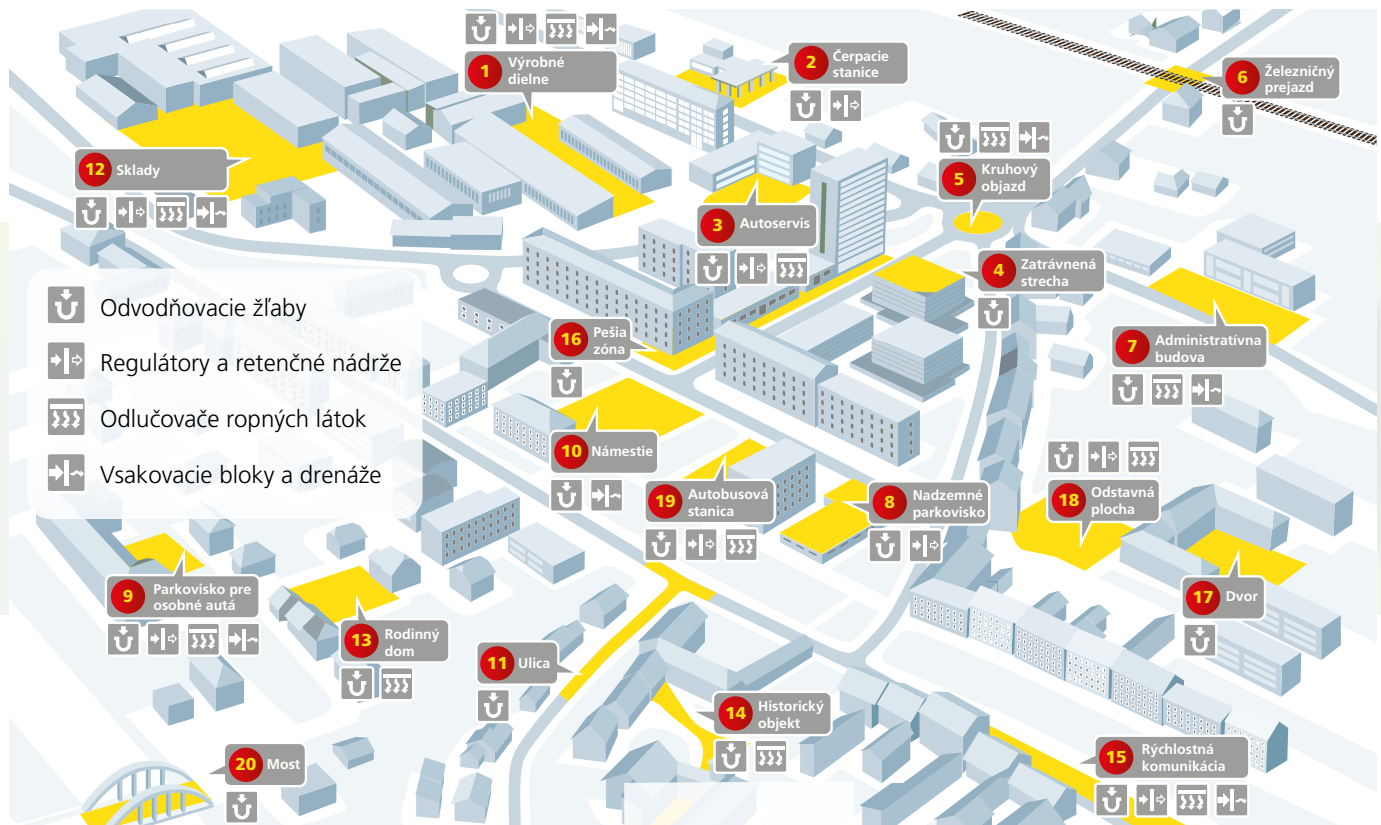 1 Výrobné
dielne
2 Čerpacie
stanice
6 Železničný
prejazd
12 Sklady
5 Kruhový
objazd
3 Autoservis
4 Zatrávnená
strecha
Odvodňovacie žľaby
Regulátory a retenčné nádrže
Odlučovače ropných látok
Vsakovacie bloky a drenáže
16 Pešia
zóna
7 Administratívna
budova
10 Námestie
19 Autobusová
stanica
8 Nadzemné
parkovisko
18 Odstavná
plocha
9 Parkovisko pre
osobné autá
17 Dvor
13 Rodinný
dom
11 Ulica
14 Historický
objekt
20 Most
15 Rýchlostná
komunikácia